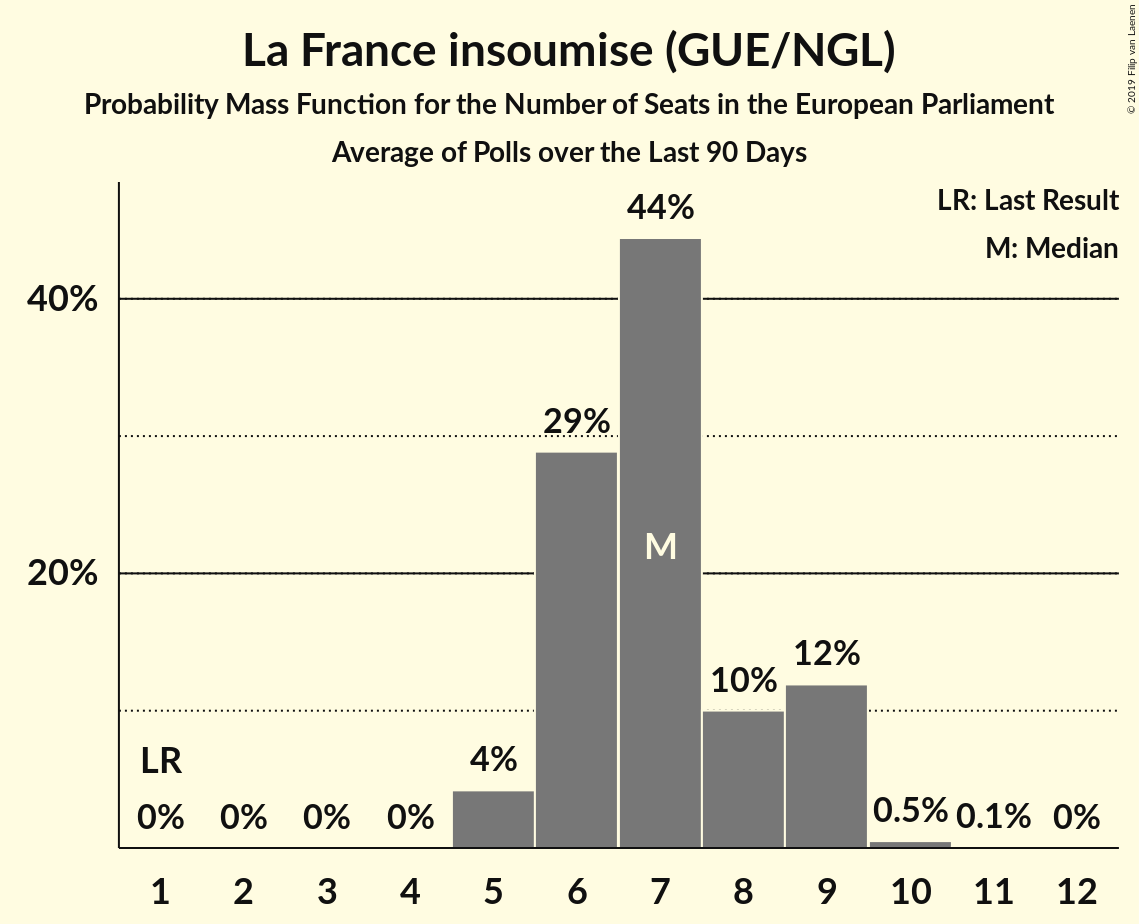 La France insoumise (GUE/NGL)
Probability Mass Function for the Number of Seats in the European Parliament
Average of Polls over the Last 90 Days
© 2019 Filip van Laenen
LR: Last Result
M: Median
44%
40%
29%
M
20%
12%
10%
LR
4%
0% 0% 0% 0% 0.5% 0.1% 0%
1 2 3 4 5 6 7 8 9 10 11 12